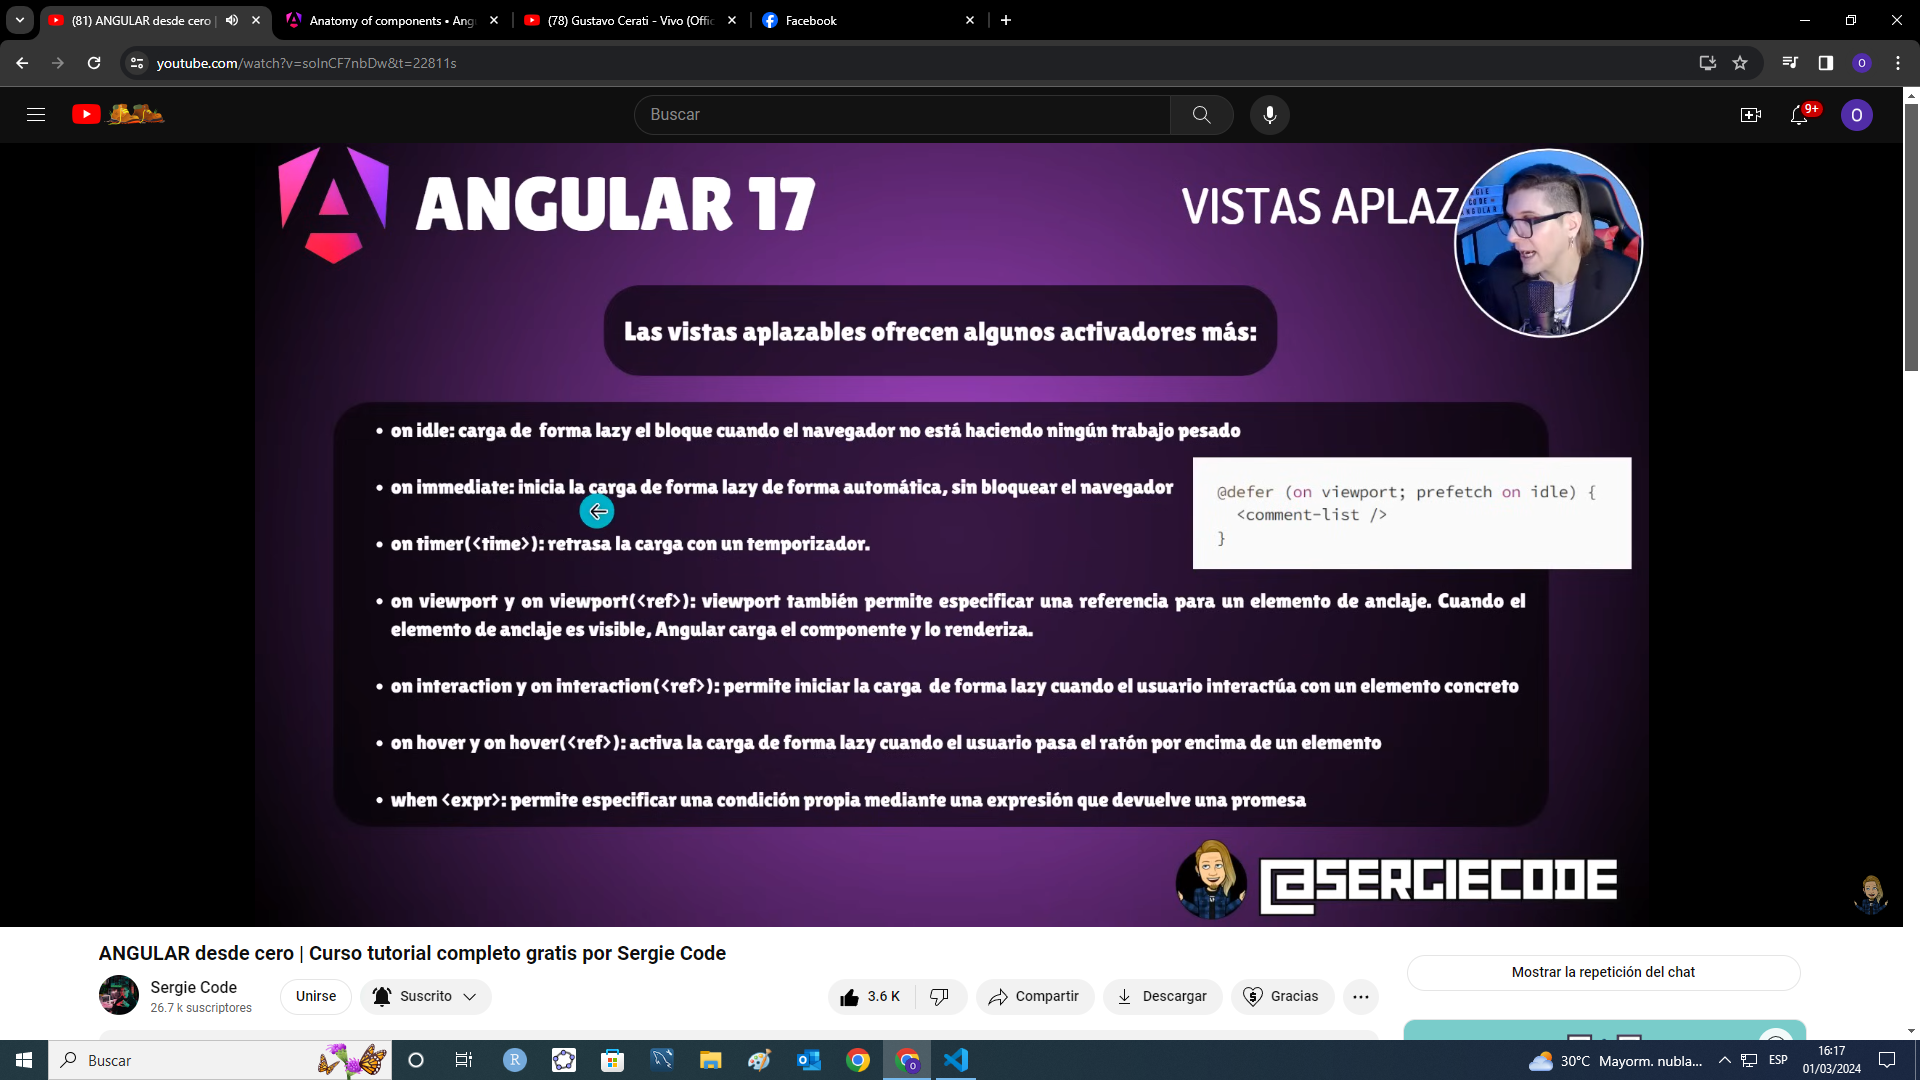 (81) ANGULAR desde cero |
Anatomy of components • Ang
(78) Gustavo Cerati - Vivo (Offic
Facebook
youtube.com/watch?v=solnCF7nbDw&t=22811s
O
Buscar
9+
O
ANGULAR 17
VISTAS APLAZ
Las vistas aplazables ofrecen algunos activadores más:
• on idle: carga de forma lazy el bloque cuando el navegador no está haciendo ningún trabajo pesado
• on immediate: inicia la carga de forma lazy de forma automática, sin bloquear el navegador
@defer (on viewport; prefetch on idle) {
<comment-list />
}
• on timer(<time>): retrasa la carga con un temporizador.
• on viewport y on viewport(<ref>): viewport también permite especificar una referencia para un elemento de anclaje. Cuando el
elemento de anclaje es visible, Angular carga el componente y lo renderiza.
• on interaction y on interaction(<ref>): permite iniciar la carga de forma lazy cuando el usuario interactúa con un elemento concreto
• on hover y on hover(<ref>): activa la carga de forma lazy cuando el usuario pasa el ratón por encima de un elemento
• when <expr>: permite especificar una condición propia mediante una expresión que devuelve una promesa
@SERGIECODE
ANGULAR desde cero | Curso tutorial completo gratis por Sergie Code
Sergie Code
26.7 k suscriptores
Unirse
Suscrito
3.6 K
Compartir
Descargar
Gracias
Mostrar la repetición del chat
Buscar
30°C Mayorm. nubla...
ESP
16:17
01/03/2024